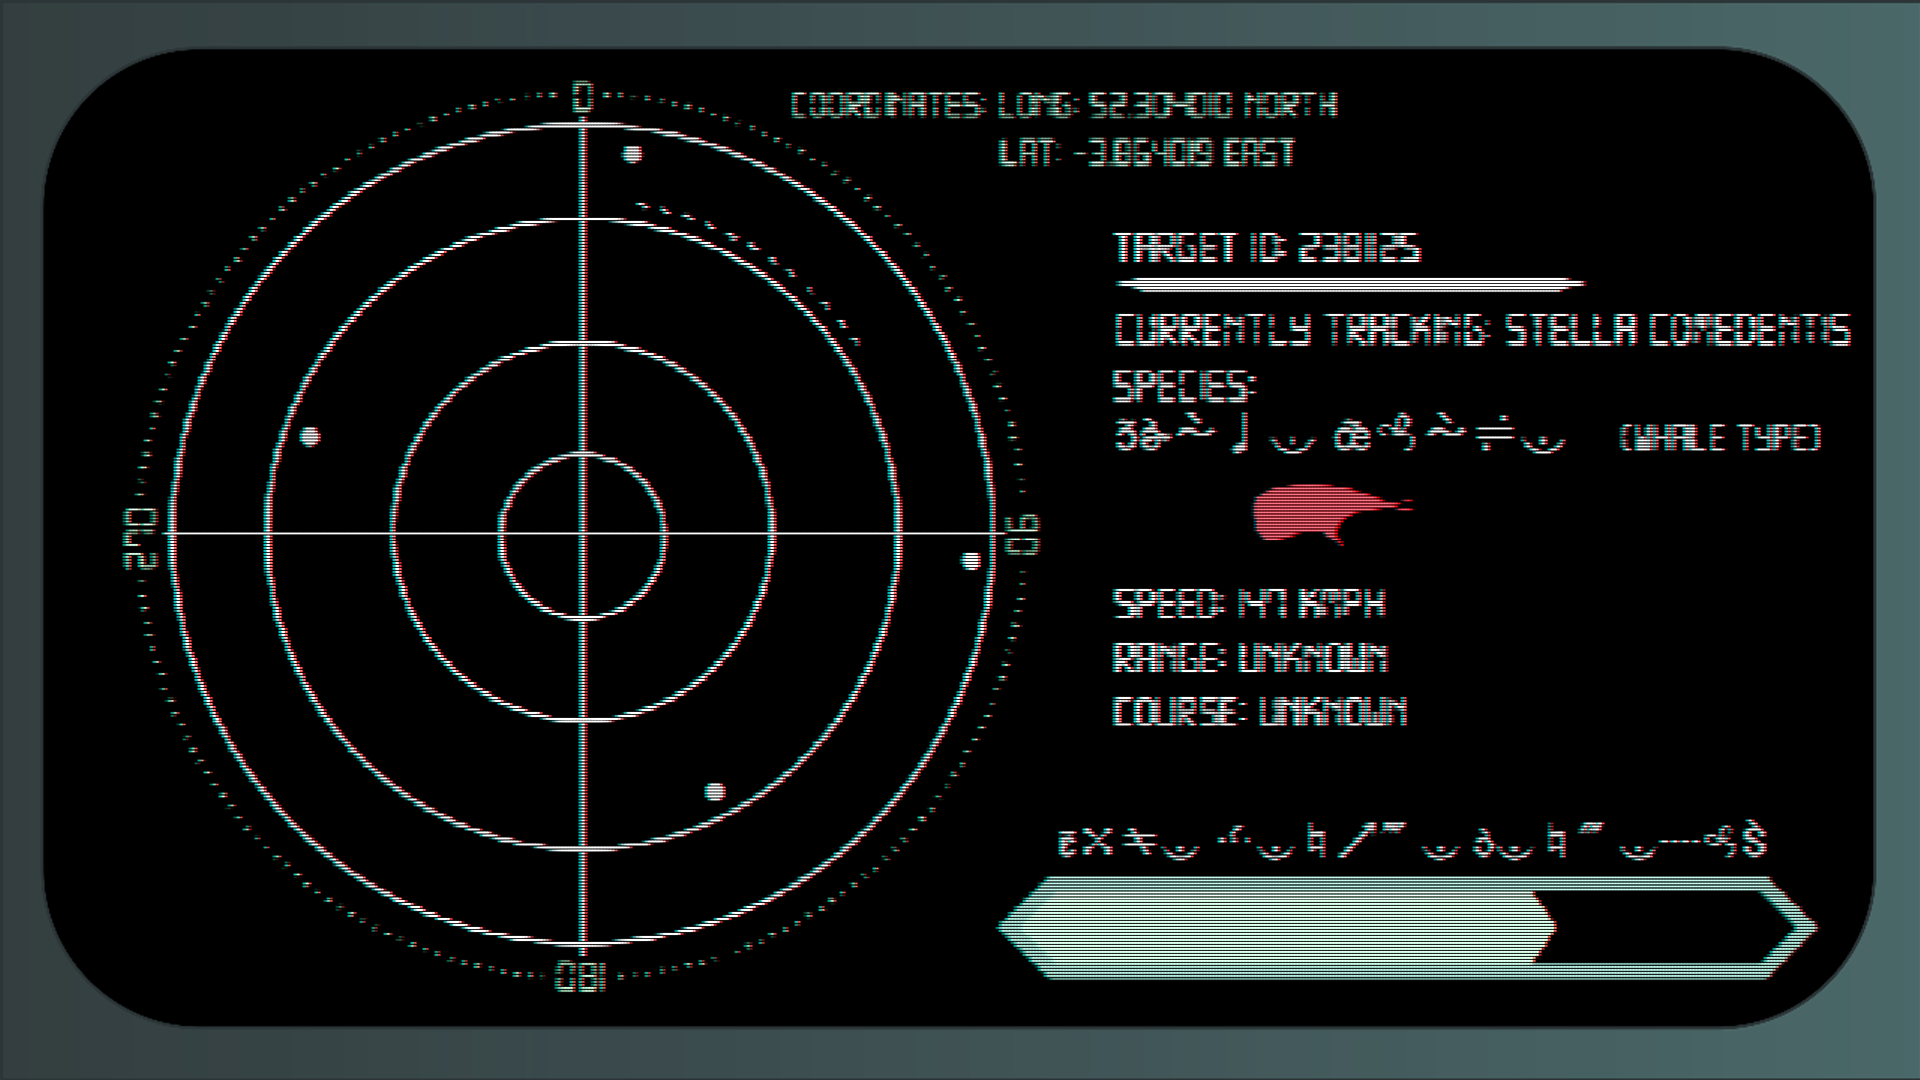 0
COORDINATES: LONG: 52.304010 NORTH
LAT: -3.064019 EAST
TARGET ID: 238125
CURRENTLY TRACKING: STELLA COMEDENTIS
SPECIES:
(WHALE TYPE)
270
90
SPEED: 147 KMPH
RANGE: UNKNOWN
COURSE: UNKNOWN
180